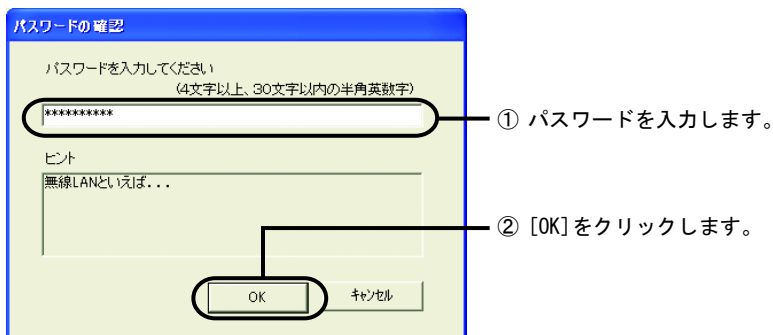 パスワードの確認
パスワードを入力してください
(4文字以上、30文字以内の半角英数字)
**********
① パスワードを入力します。
ヒント
無線LANといえば...
② [OK]をクリックします。
OK
キャンセル